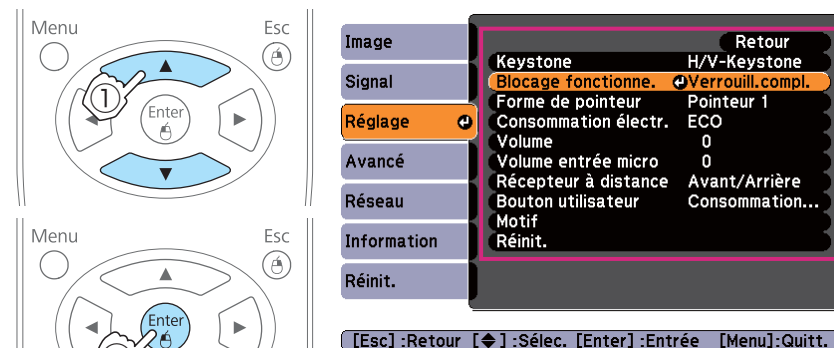 Menu Esc
1
Enter
Menu Esc
Enter
Image
Signal
Réglage
Avancé
Réseau
Information
Réinit.
Retour
Keystone H/V-Keystone
Blocage fonctionne. Verrouill.compl.
Forme de pointeur Pointeur 1
Consommation électr. ECO
Volume 0
Volume entrée micro 0
Récepteur à distance Avant/Arrière
Bouton utilisateur Consommation...
Motif
Réinit.
[Esc] :Retour [◆] :Sélec. [Enter] :Entrée [Menu]:Quitt.